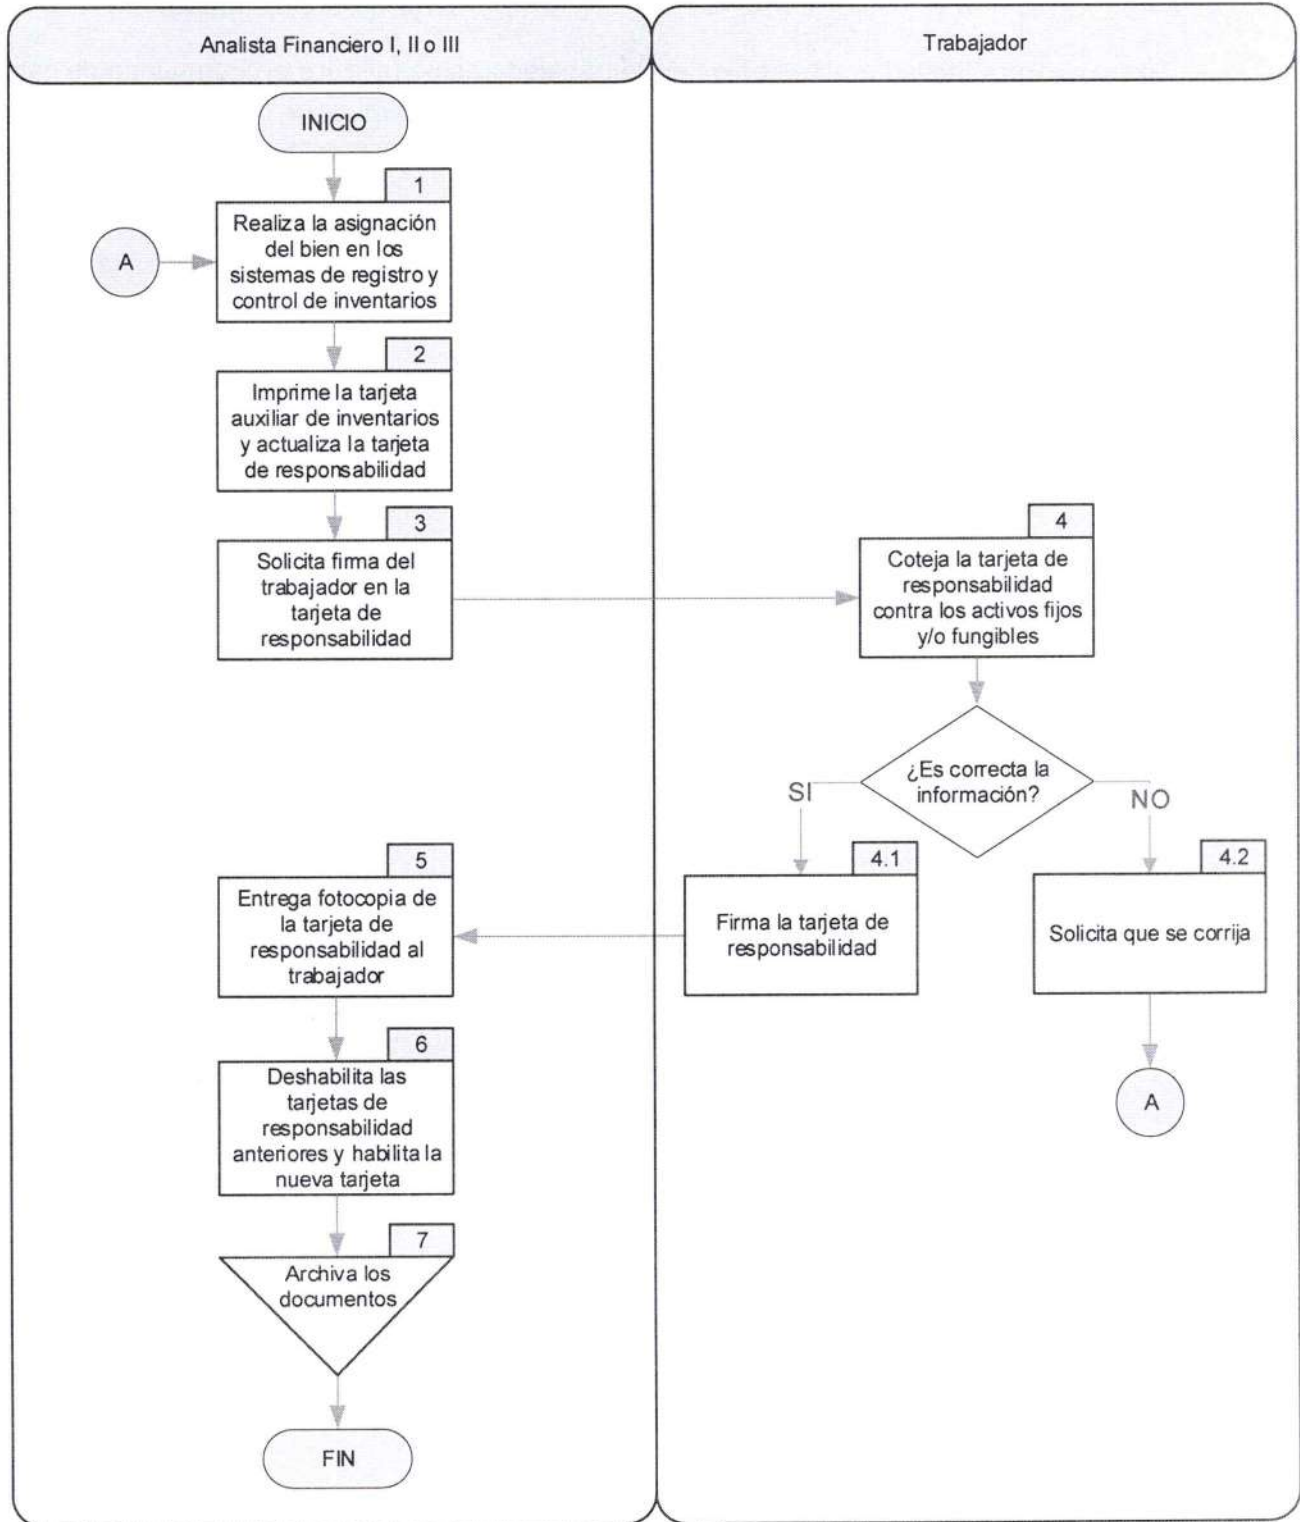 Analista Financiero I, II o III
Trabajador
INICIO
1
Realiza la asignación
del bien en los
sistemas de registro y
control de inventarios
A
2
Imprime la tarjeta
auxiliar de inventarios
y actualiza la tarjeta
de responsabilidad
3
Solicita firma del
trabajador en la
tarjeta de
responsabilidad
4
Coteja la tarjeta de
responsabilidad
contra los activos fijos
y/o fungibles
¿Es correcta la
información?
SI
NO
4.1
Firma la tarjeta de
responsabilidad
4.2
Solicita que se corrija
A
5
Entrega fotocopia de
la tarjeta de
responsabilidad al
trabajador
6
Deshabilita las
tarjetas de
responsabilidad
anteriores y habilita la
nueva tarjeta
7
Archiva los
documentos
FIN